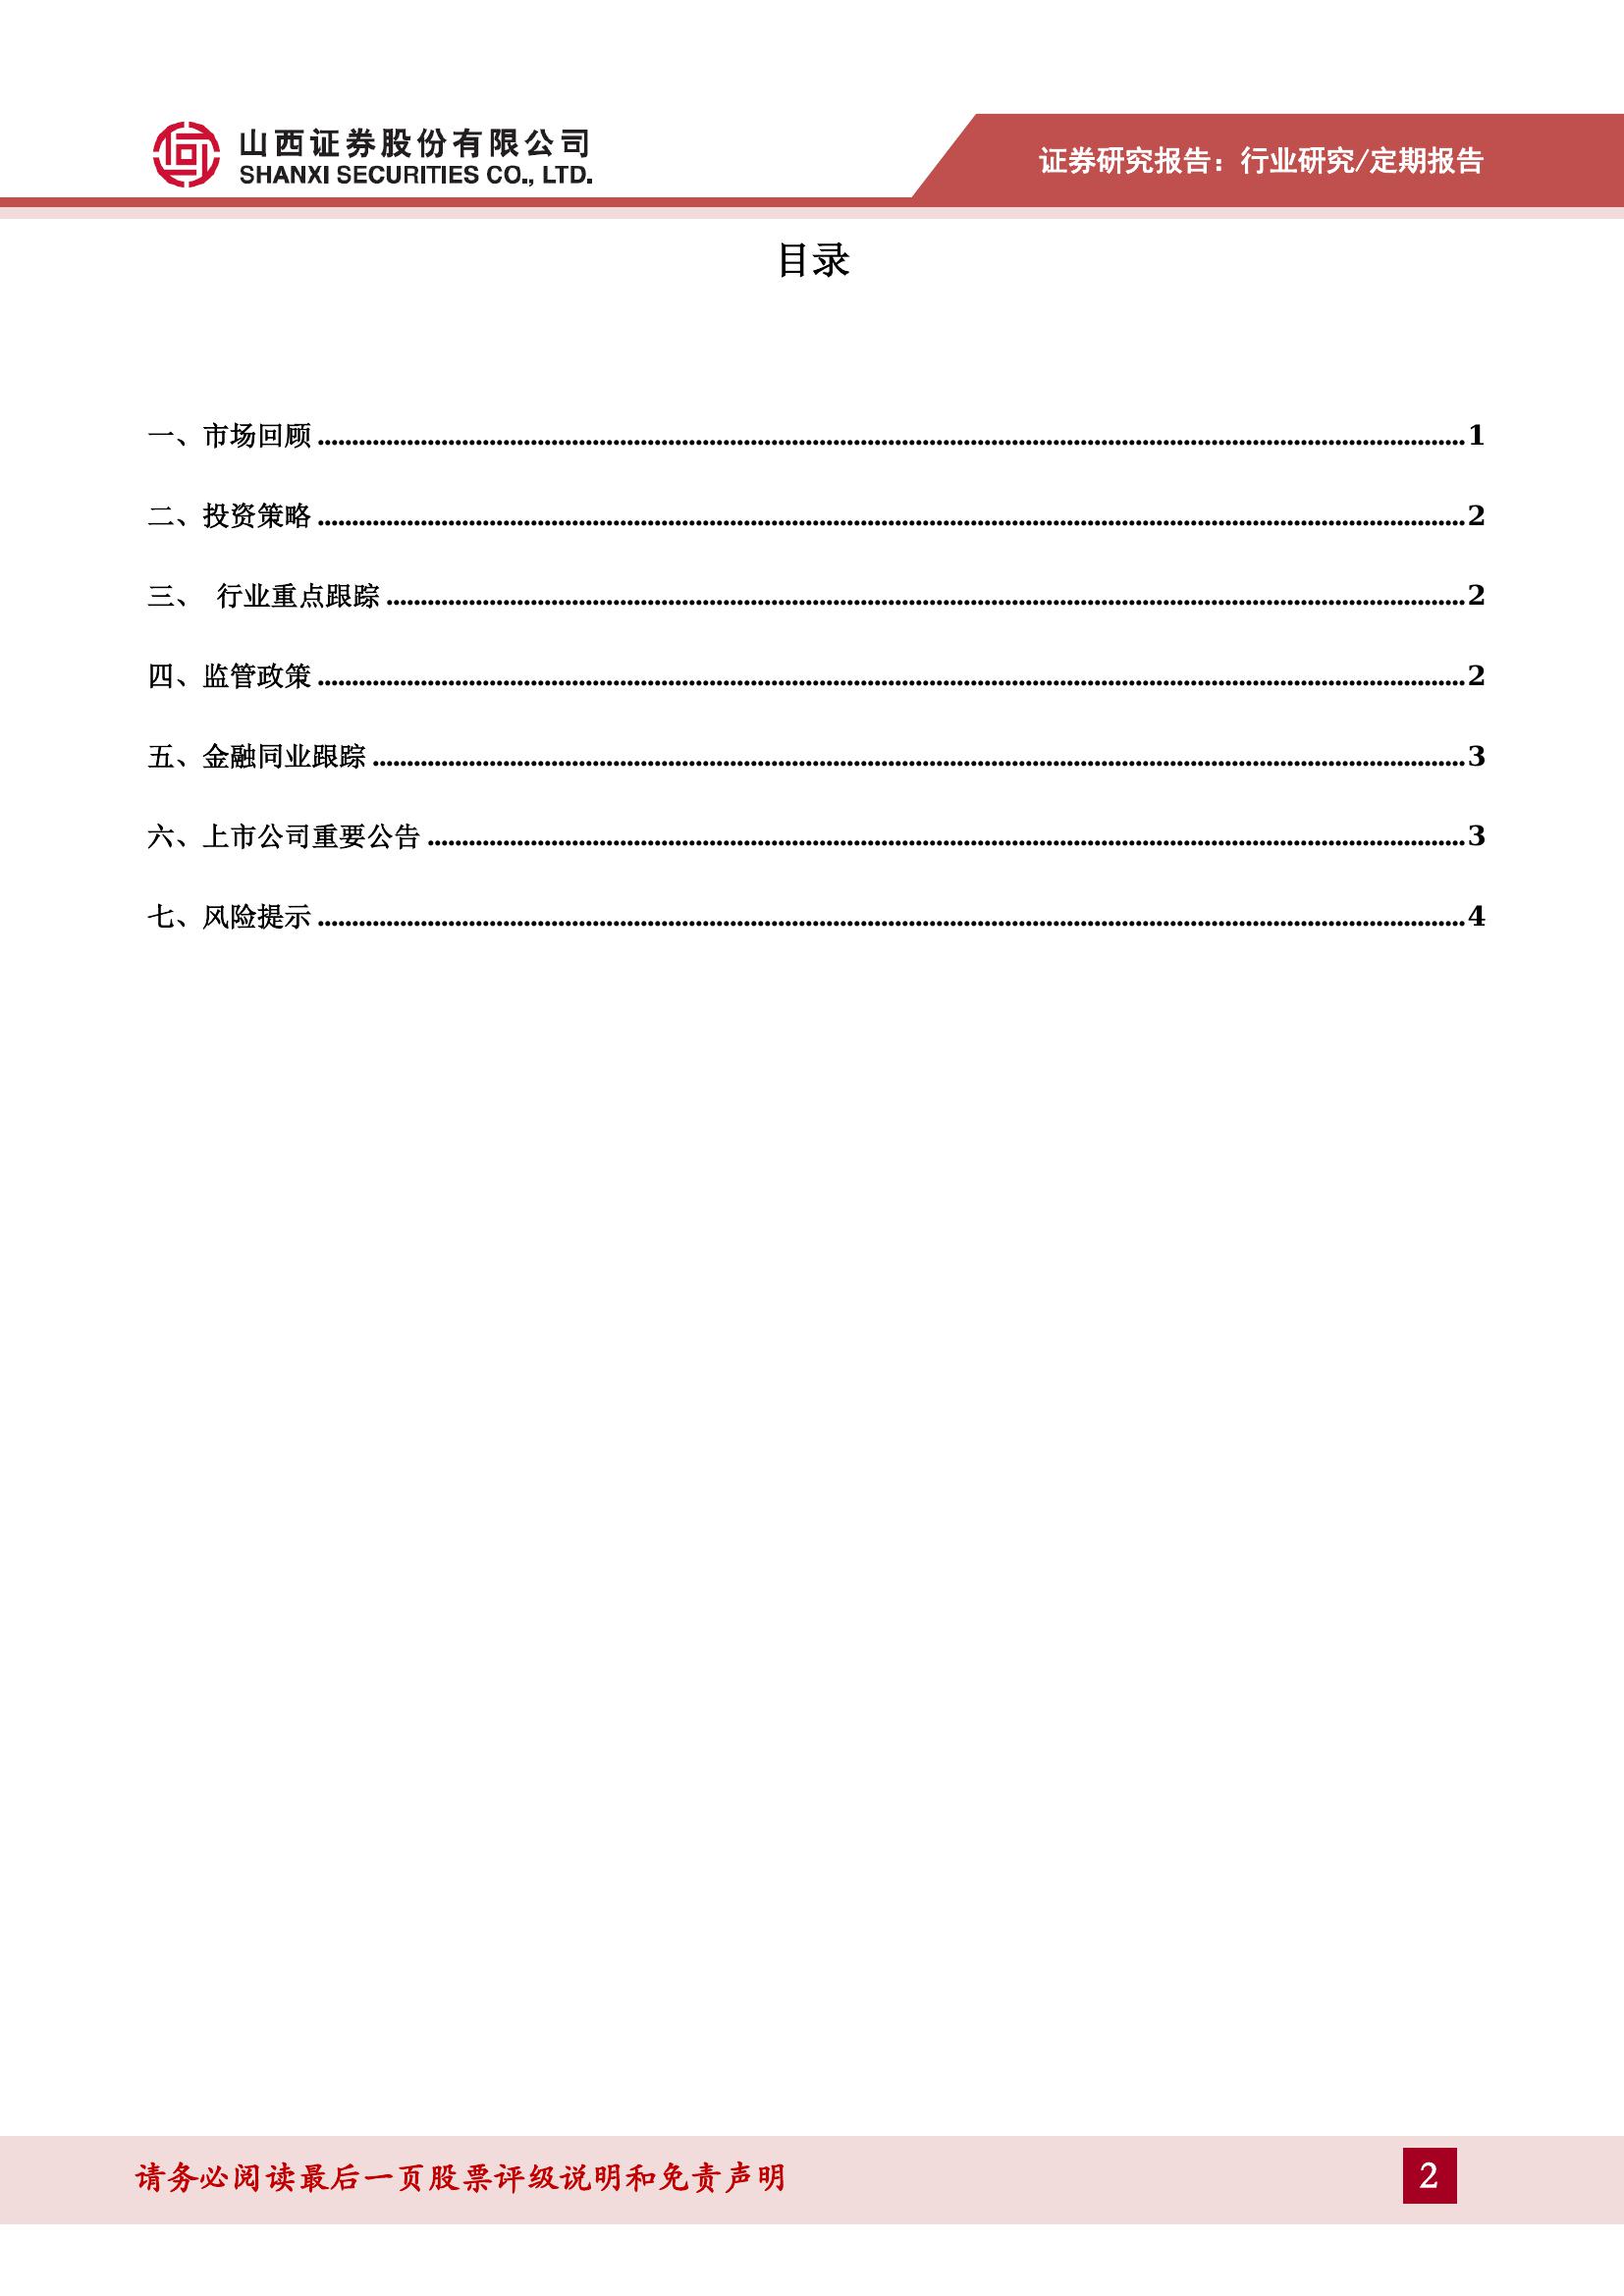 山西证券股份有限公司
SHANXI SECURITIES CO., LTD.
证券研究报告：行业研究/定期报告
目录
一、市场回顾........................................1
二、投资策略........................................2
三、 行业重点跟踪........................................2
四、监管政策........................................2
五、金融同业跟踪........................................3
六、上市公司重要公告........................................3
七、风险提示........................................4
请务必阅读最后一页股票评级说明和免责声明
2